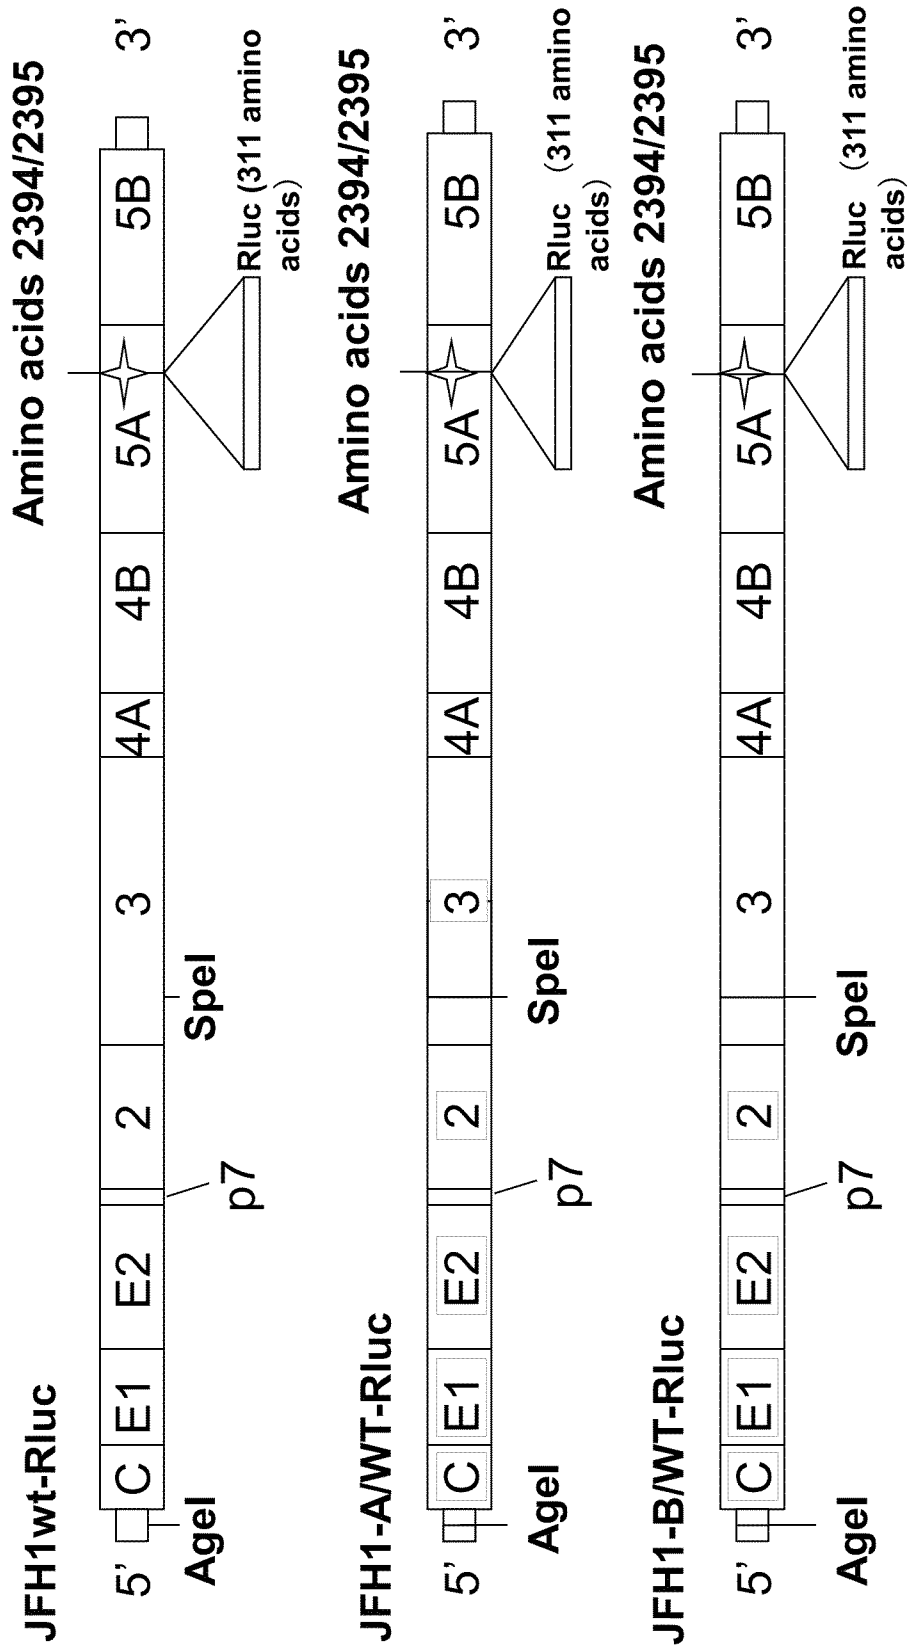 JFH1wt-Rluc
Amino acids 2394/2395
5’
C
E1
E2
2
3
4A
4B
5A
5B
3’
AgeI
p7
SpeI
Rluc (311 amino
acids)
JFH1-A/WT-Rluc
Amino acids 2394/2395
5’
C
E1
E2
2
3
4A
4B
5A
5B
3’
AgeI
p7
SpeI
Rluc (311 amino
acids)
JFH1-B/WT-Rluc
Amino acids 2394/2395
5’
C
E1
E2
2
3
4A
4B
5A
5B
3’
AgeI
p7
SpeI
Rluc (311 amino
acids)